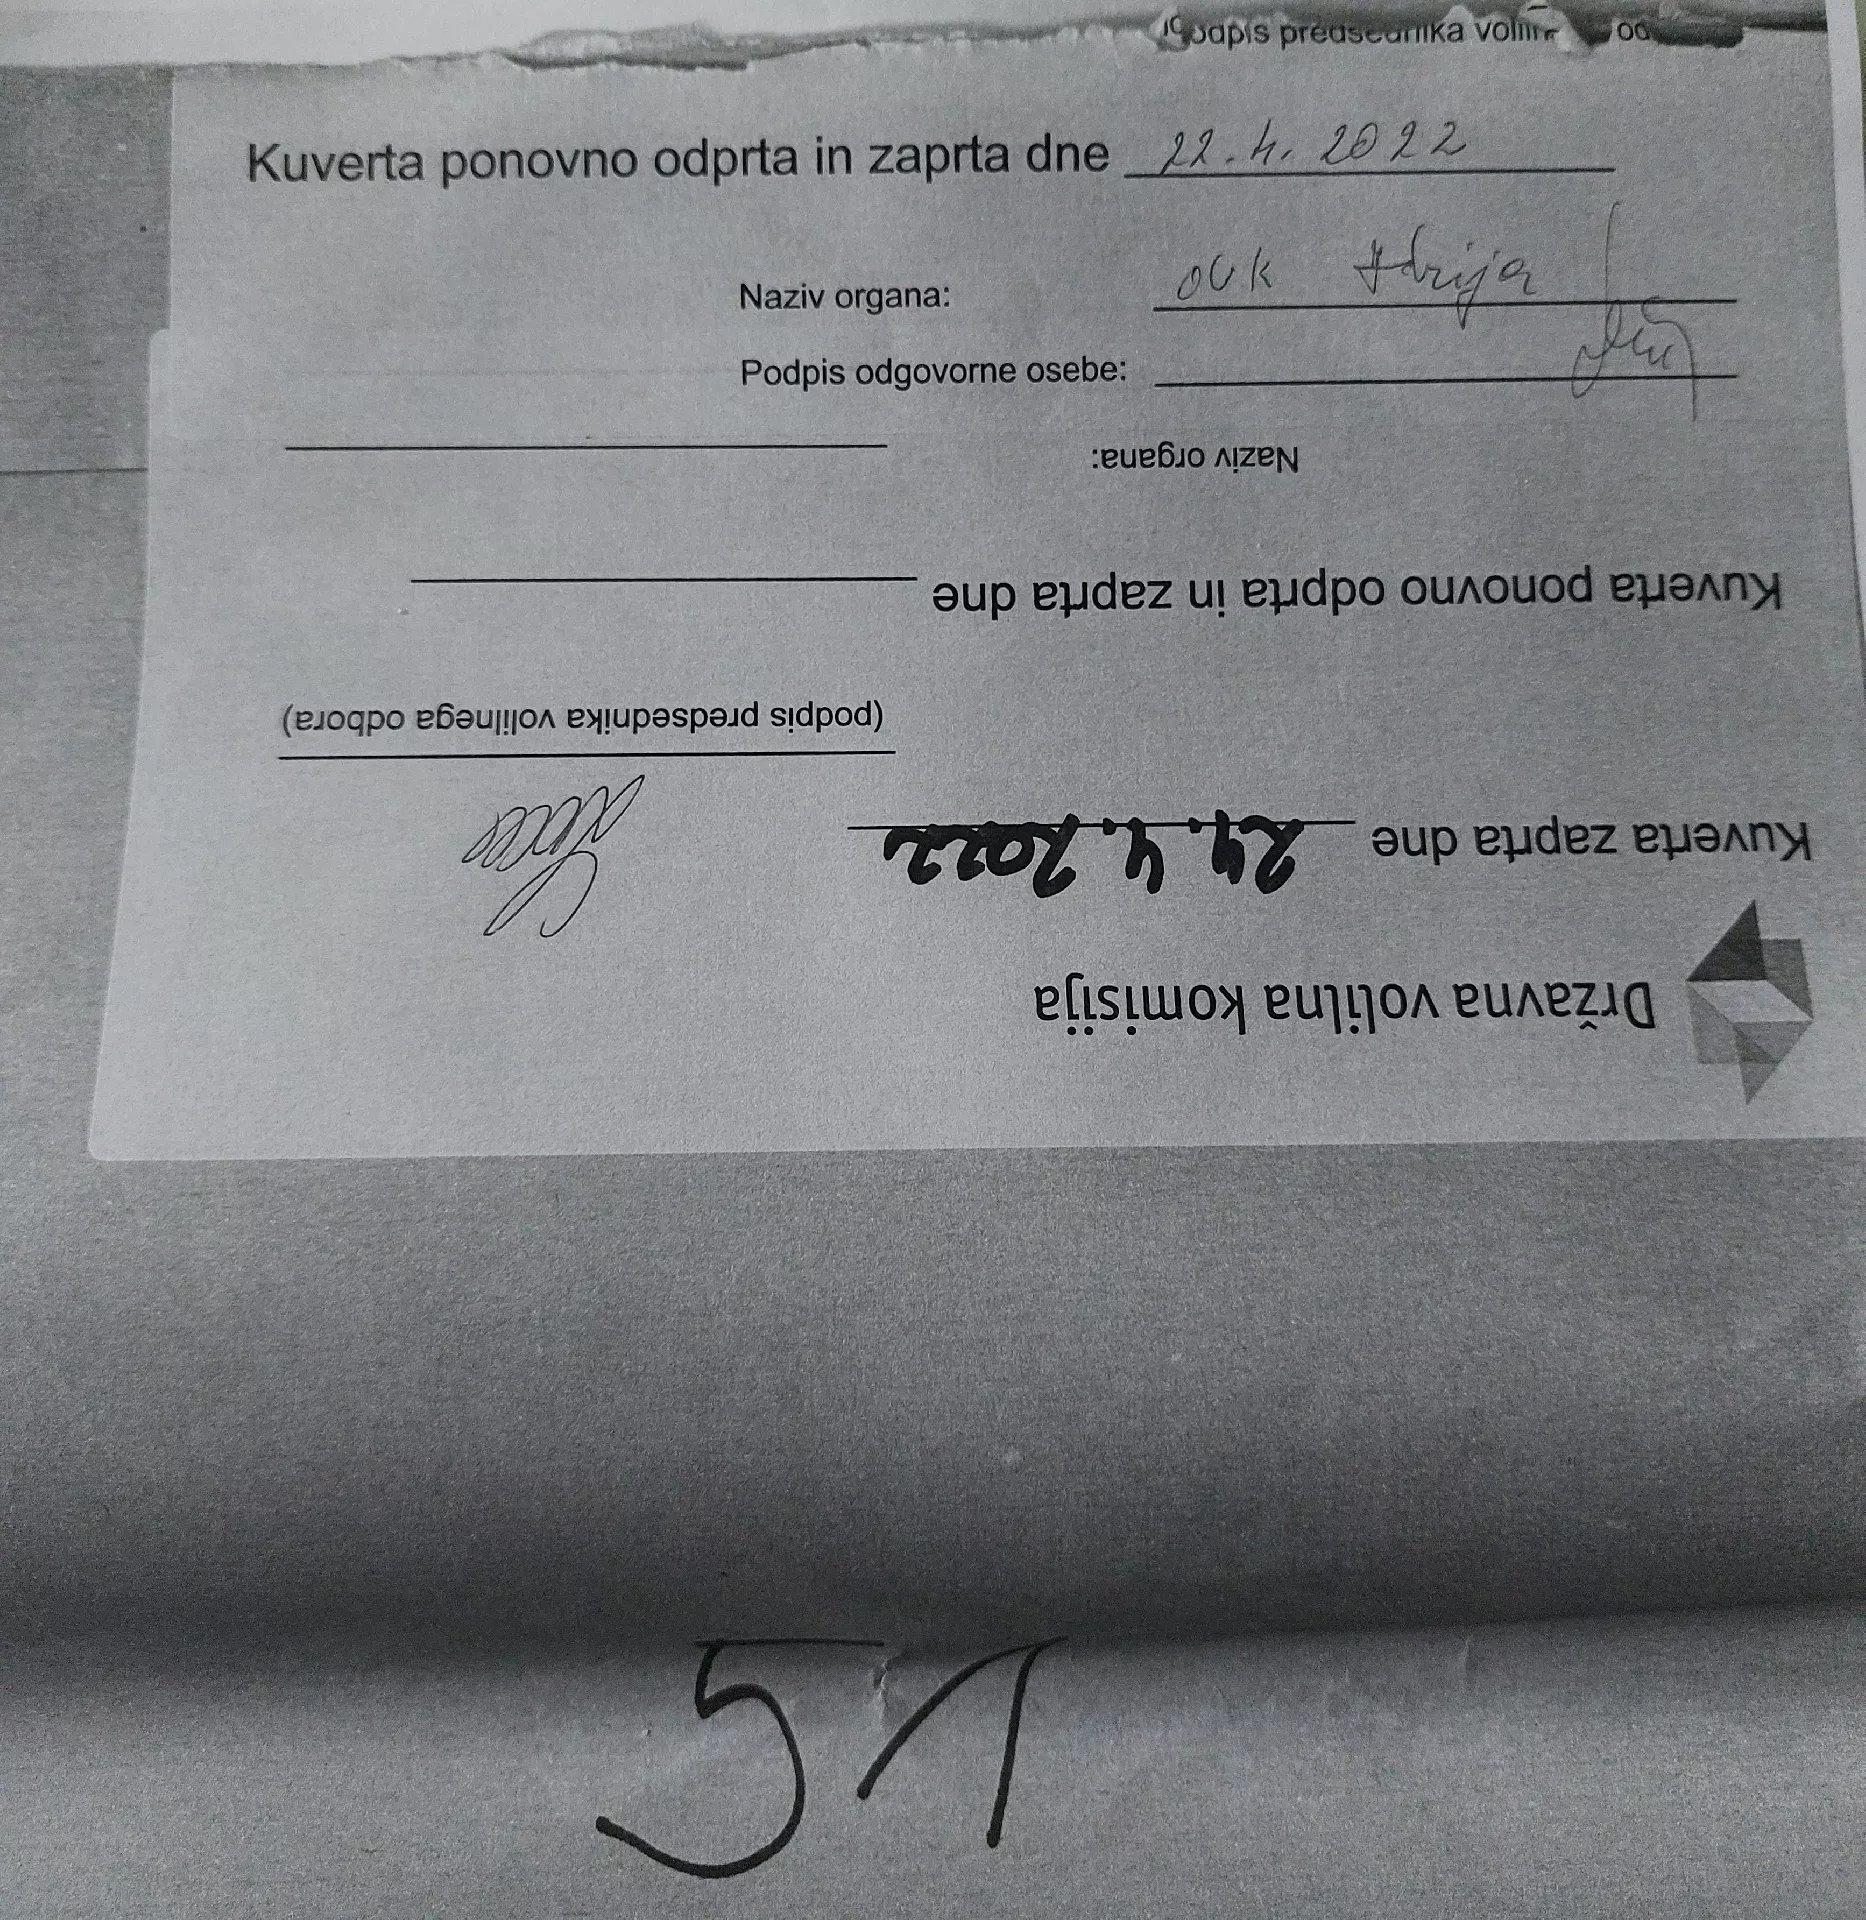 podpis predsednika
Kuverta ponovno odprta in zaprta dne 22.4.2022
Naziv organa: OVK Idrija
Podpis odgovorne osebe:
Državna volilna komisija
Kuverta zaprta dne 24.4.2022
(podpis predsednika volilnega odbora)
Kuverta ponovno odprta in zaprta dne
Naziv organa:
51